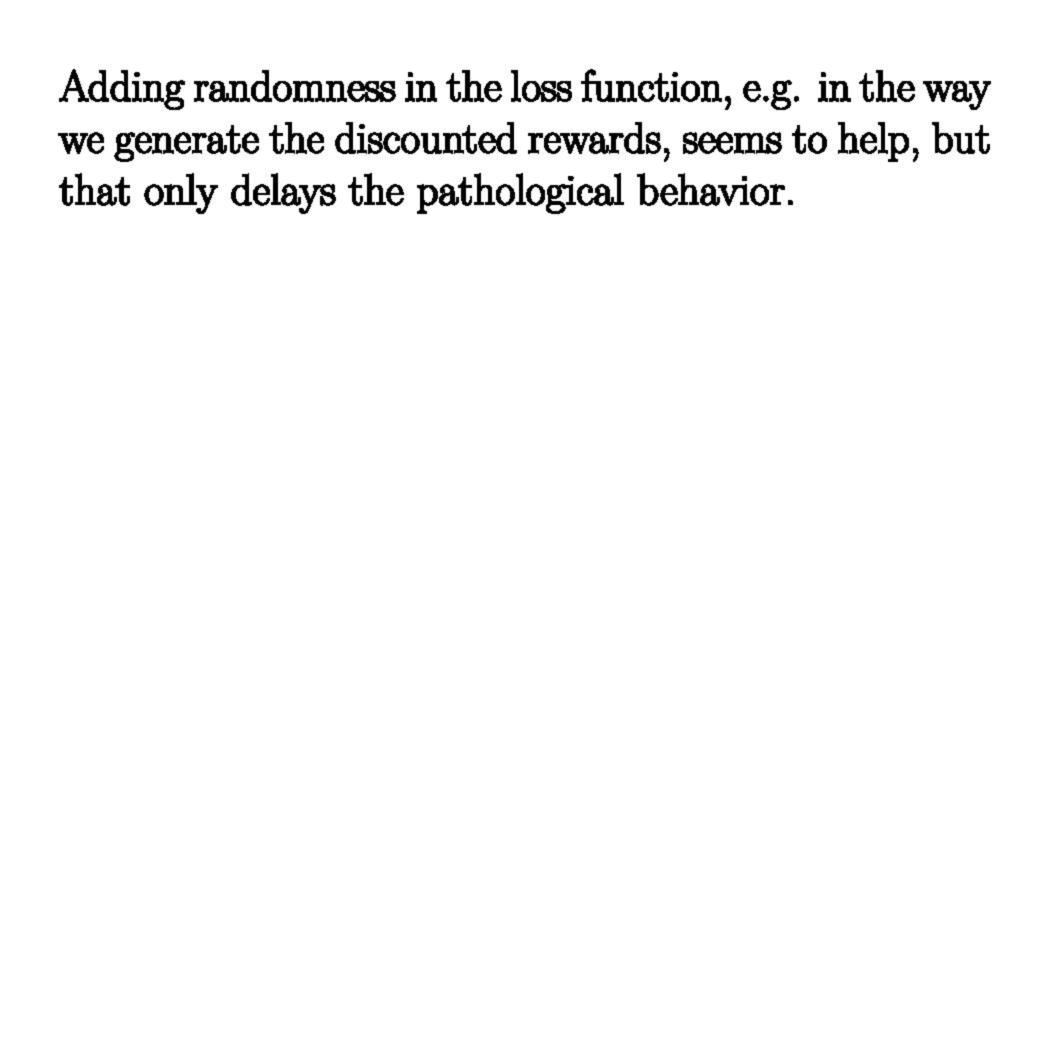 Adding randomness in the loss function, e.g. in the way
we generate the discounted rewards, seems to help, but
that only delays the pathological behavior.